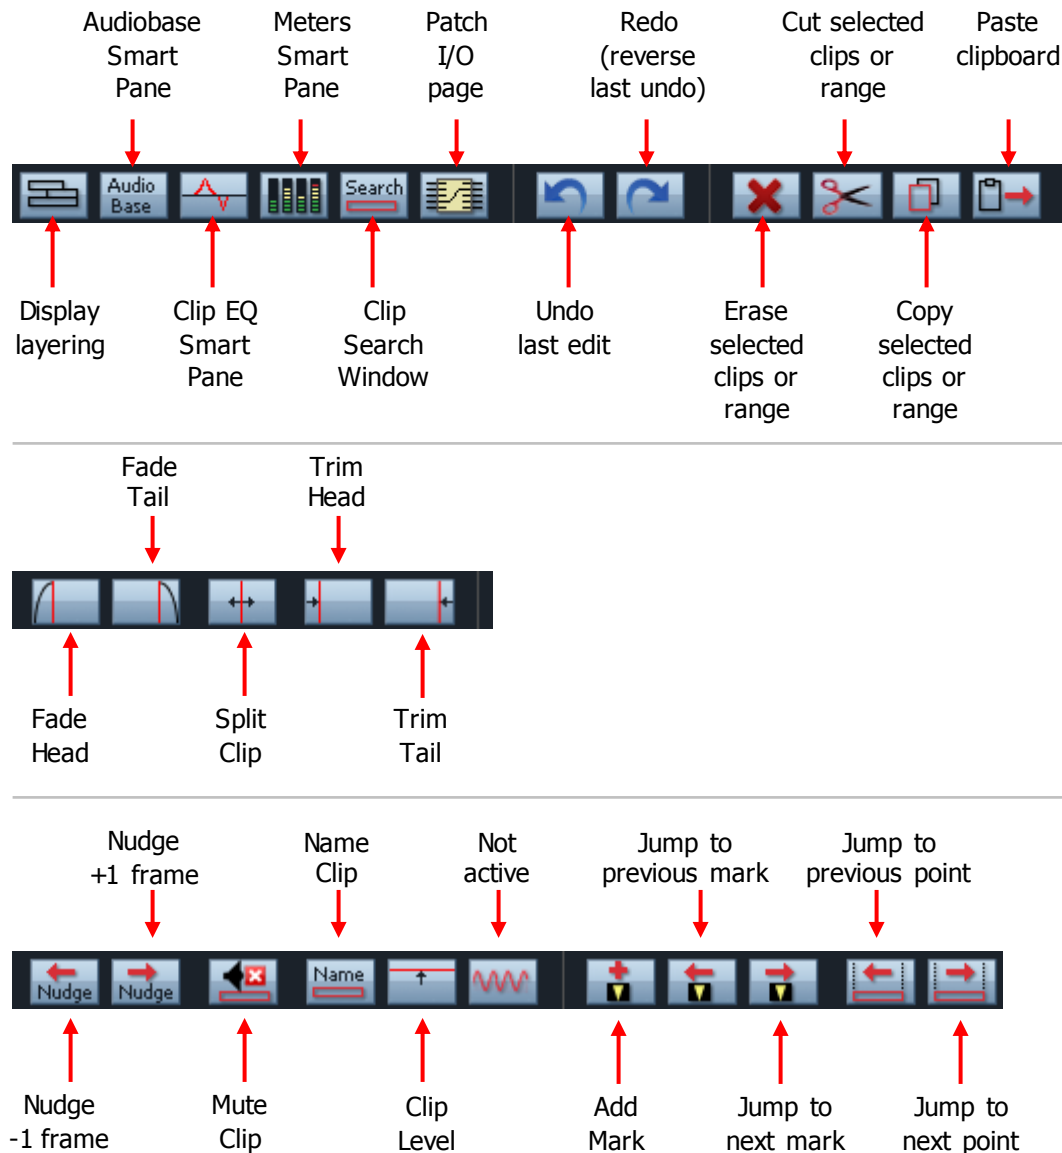 Audiobase
Smart
Pane
Meters
Smart
Pane
Patch
I/O
page
Redo
(reverse
last undo)
Cut selected
clips or
range
Paste
clipboard
Audio
Base
Search
Display
layering
Clip EQ
Smart
Pane
Clip
Search
Window
Undo
last edit
Erase
selected
clips or
range
Copy
selected
clips or
range
Fade
Tail
Trim
Head
Fade
Head
Split
Clip
Trim
Tail
Nudge
+1 frame
Name
Clip
Not
active
Jump to
previous mark
Jump to
previous point
Nudge
Nudge
Name
Nudge
-1 frame
Mute
Clip
Clip
Level
Add
Mark
Jump to
next mark
Jump to
next point